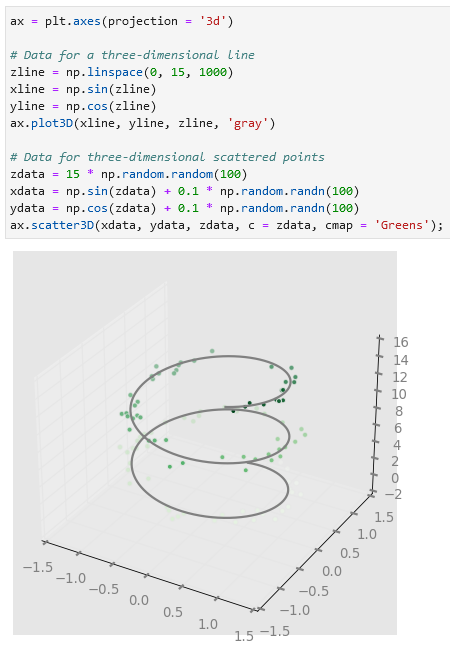 ax = plt.axes(projection = '3d')
# Data for a three-dimensional line
zline = np.linspace(0, 15, 1000)
xline = np.sin(zline)
yline = np.cos(zline)
ax.plot3D(xline, yline, zline, 'gray')
# Data for three-dimensional scattered points
zdata = 15 * np.random.random(100)
xdata = np.sin(zdata) + 0.1 * np.random.randn(100)
ydata = np.cos(zdata) + 0.1 * np.random.randn(100)
ax.scatter3D(xdata, ydata, zdata, c = zdata, cmap = 'Greens');
16
14
12
10
8
6
4
2
0
−2
−1.5
−1.0
−0.5
0.0
0.5
1.0
1.5
−1.5
−1.0
−0.5
0.0
0.5
1.0
1.5